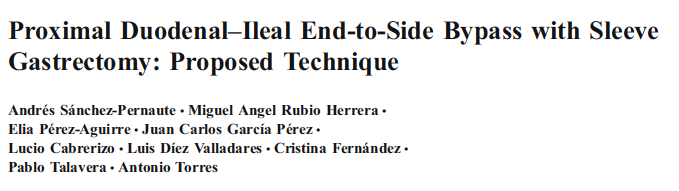 Proximal Duodenal–Ileal End-to-Side Bypass with Sleeve
Gastrectomy: Proposed Technique
Andrés Sánchez-Pernaute • Miguel Angel Rubio Herrera •
Elia Pérez-Aguirre • Juan Carlos García Pérez •
Lucio Cabrerizo • Luis Díez Valladares • Cristina Fernández •
Pablo Talavera • Antonio Torres